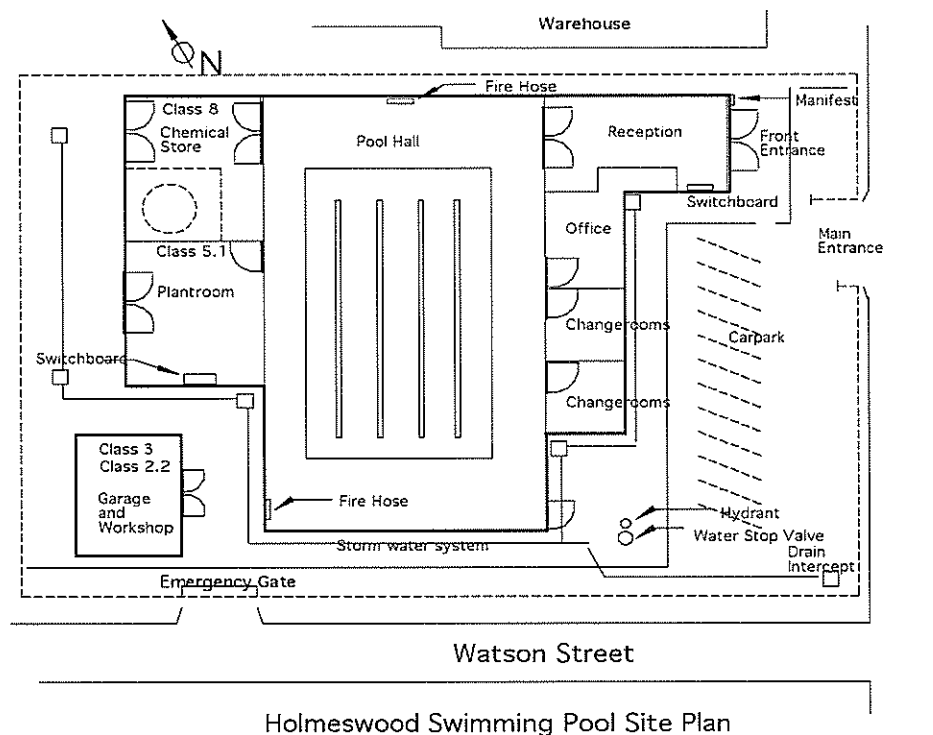 Warehouse
N
Fire Hose
Manifest
Class 8
Chemical
Store
Pool Hall
Reception
Front
Entrance
Switchboard
Office
Main
Entrance
Class 5.1
Plantroom
Changerooms
Carpark
Switchboard
Changerooms
Class 3
Class 2.2
Garage
and
Workshop
Fire Hose
Hydrant
Water Stop Valve
Storm water system
Drain
Intercept
Emergency Gate
Watson Street
Holmeswood Swimming Pool Site Plan